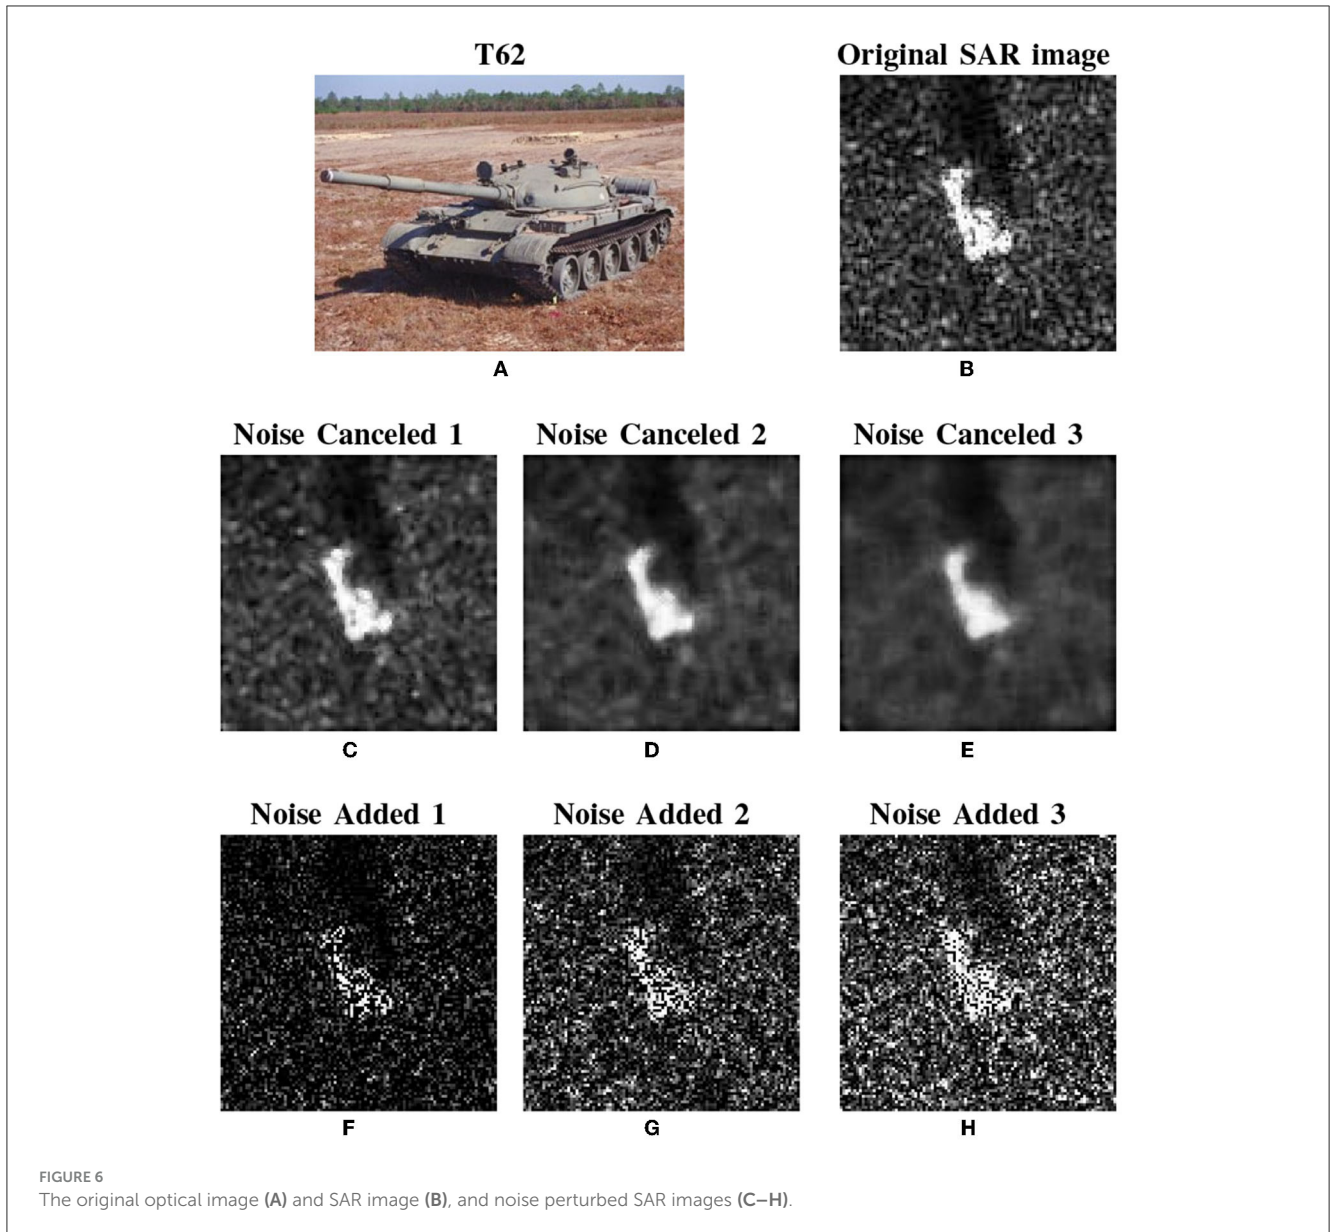 T62
Original SAR image
A
B
Noise Canceled 1
Noise Canceled 2
Noise Canceled 3
C
D
E
Noise Added 1
Noise Added 2
Noise Added 3
F
G
H
FIGURE 6
The original optical image (A) and SAR image (B), and noise perturbed SAR images (C–H).